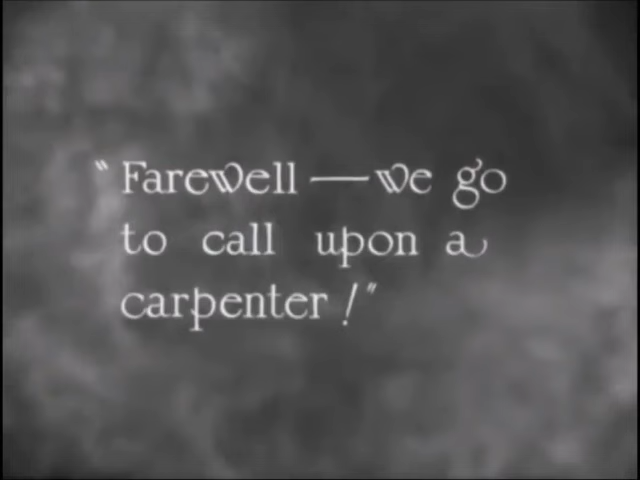 "Farewell — we go
to call upon a
carpenter!"